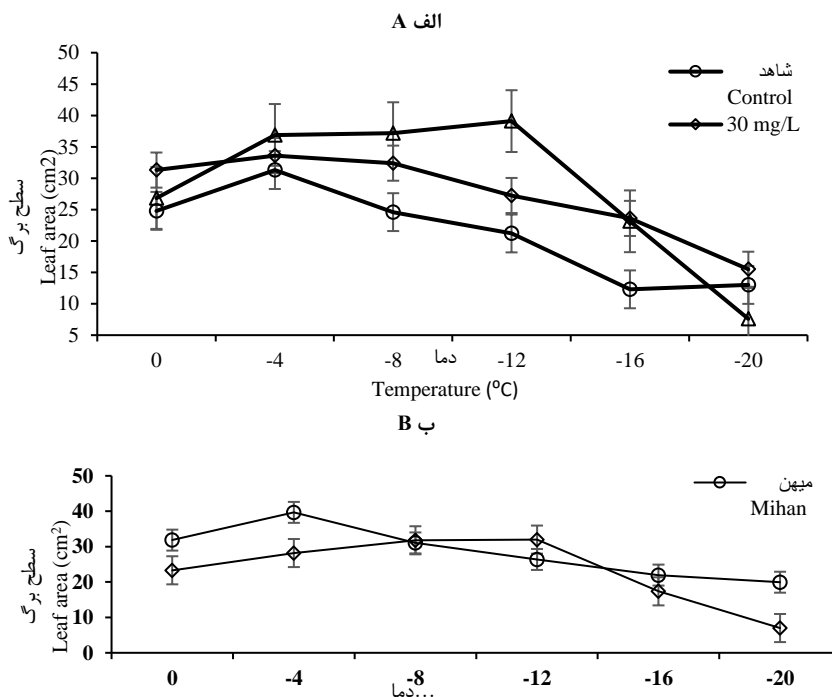 الف A
50
45
40
35
30
25
20
15
10
5
سطح برگ
Leaf area (cm2)
شاهد
Control
30 mg/L
0 -4 -8 -12 -16 -20
دما
Temperature (⁰C)
ب B
50
40
30
20
10
0
سطح برگ
Leaf area (cm²)
میهن
Mihan
0 -4 -8 -12 -16 -20
دما...